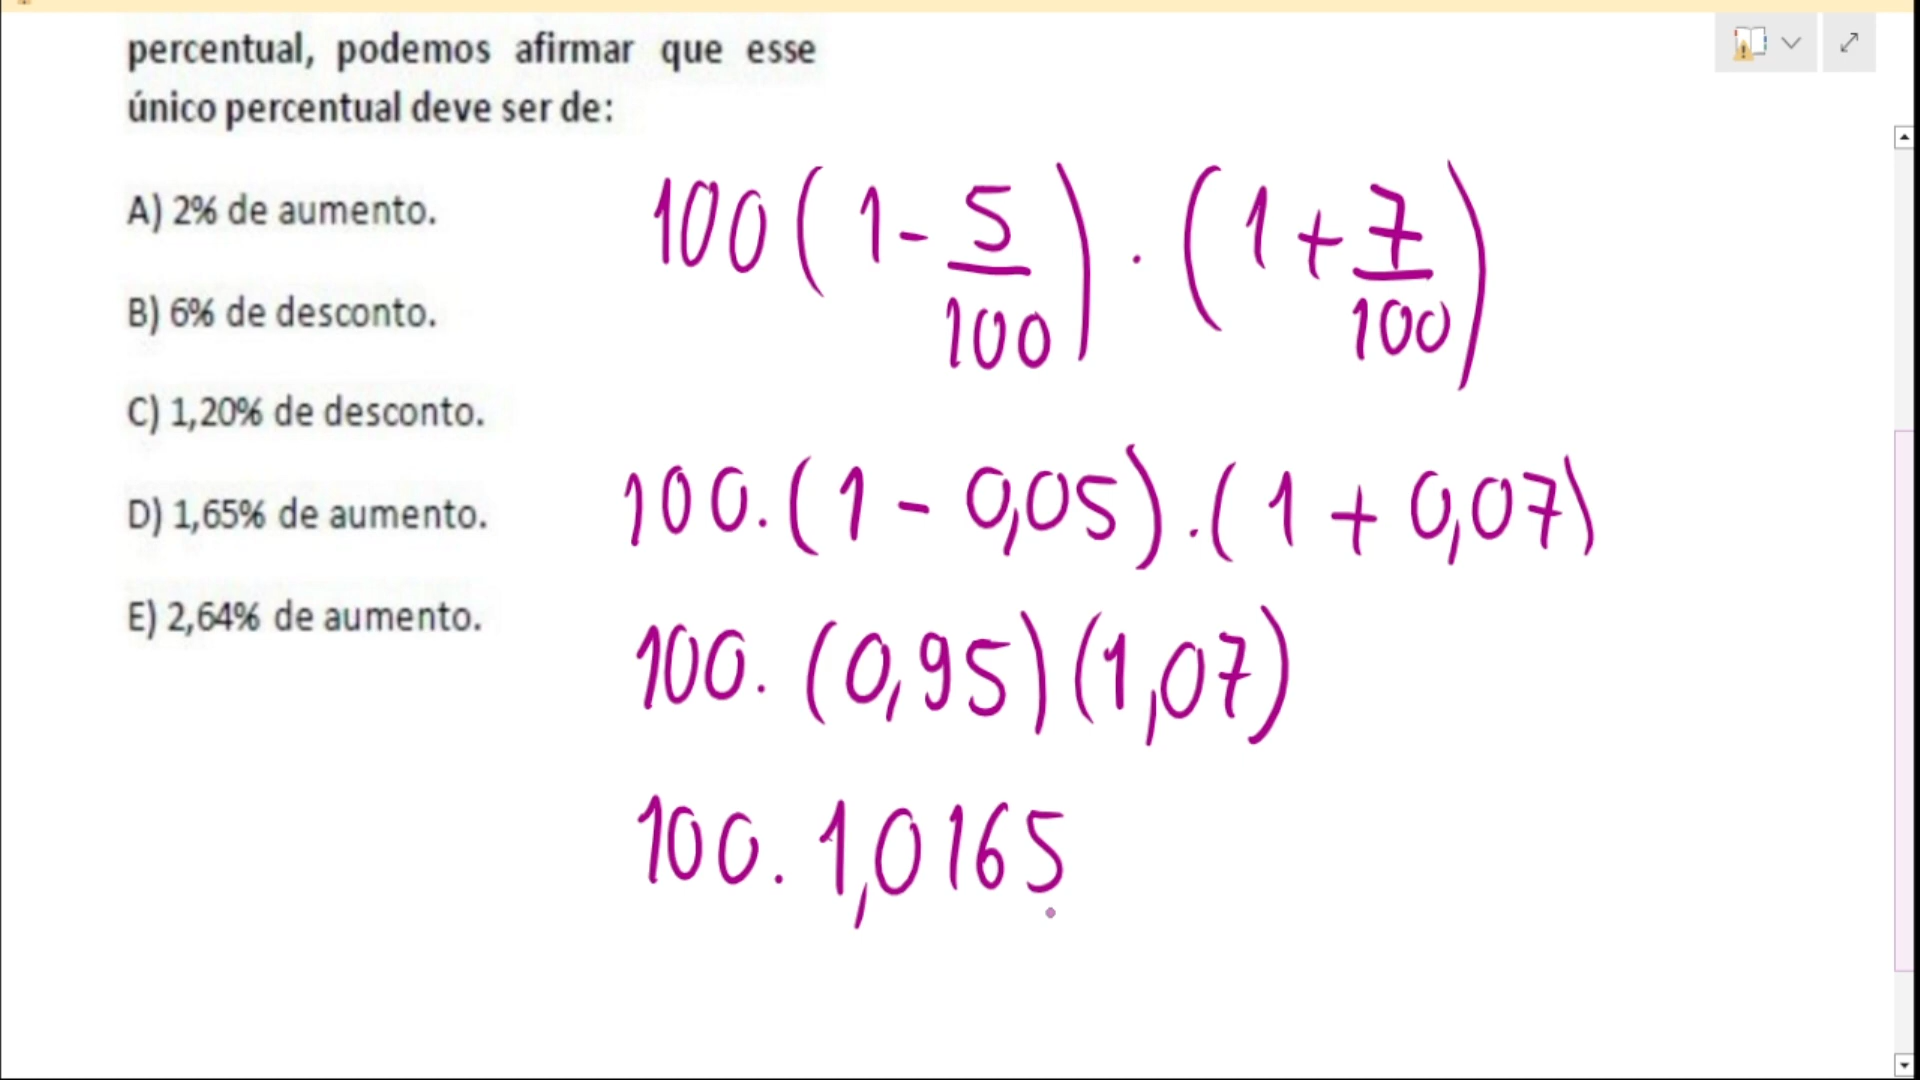 percentual, podemos afirmar que esse
único percentual deve ser de:
A) 2% de aumento.
B) 6% de desconto.
C) 1,20% de desconto.
D) 1,65% de aumento.
E) 2,64% de aumento.
100 (1 - 5/100) . (1 + 7/100)
100. (1 - 0,05) . (1 + 0,07)
100. (0,95) (1,07)
100. 1,0165